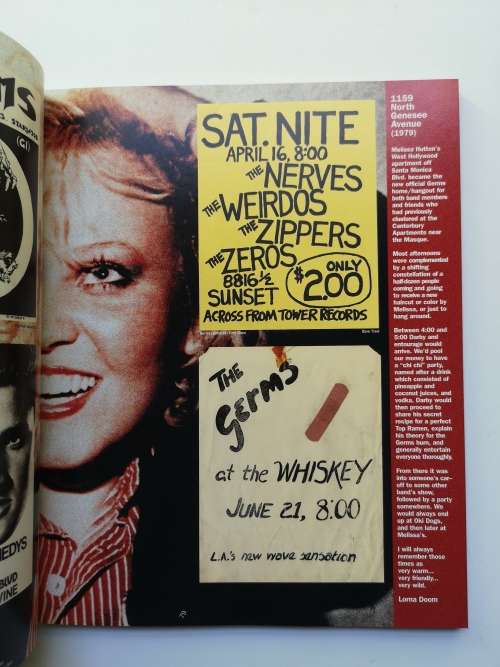 MS
(GI)
MEDYS
BLVD
VINE
SAT. NITE
APRIL 16, 8:00
THE NERVES
THE WEIRDOS
THE ZIPPERS
THE ZEROS
8816½
SUNSET
ONLY
$2.00
ACROSS FROM TOWER RECORDS
THE
GERMS
at the WHISKEY
JUNE 21, 8:00
L.A.'s new wave sensation
1159
North
Genesee
Avenue
(1979)
Melissa Hutton's
West Hollywood
apartment off
Santa Monica
Blvd. became the
new official Germs
home/hangout for
both band members
and friends who
had previously
clustered at the
Canterbury
Apartments near
the Masque.
Most afternoons
were complemented
by a shifting
constellation of a
half-dozen people
coming and going
to receive a new
haircut or color by
Melissa, or just to
hang around.
Between 4:00 and
5:00 Darby and
entourage would
arrive. We'd pool
our money to have
a "chi chi" party,
named after a drink
which consisted of
pineapple and
coconut juices, and
vodka. Darby would
then proceed to
share his secret
recipe for a perfect
Top Ramen, explain
his theory for the
Germs burn, and
generally entertain
everyone thoroughly.
From there it was
into someone's car-
off to some other
band's show,
followed by a party
somewhere. We
would always end
up at Oki Dogs,
and then later at
Melissa's.
I will always
remember those
times as
very warm...
very friendly...
very wild.
Lorna Doom